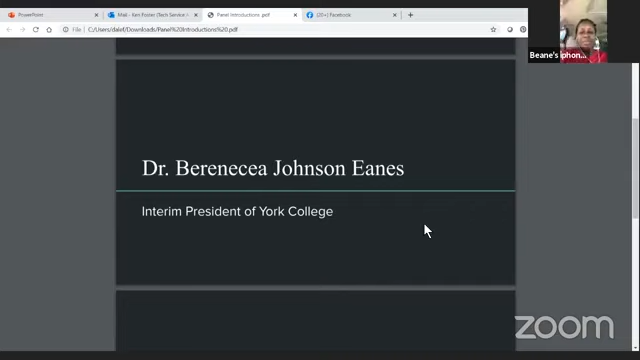 PowerPoint
Mail - Ken Foster (Tech Service
Panel Introductions .pdf
(20+) Facebook
File
C:/Users/dalef/Downloads/Panel%20Introductions%20.pdf
Beane's iphon...
Dr. Berenecea Johnson Eanes
Interim President of York College
zoom